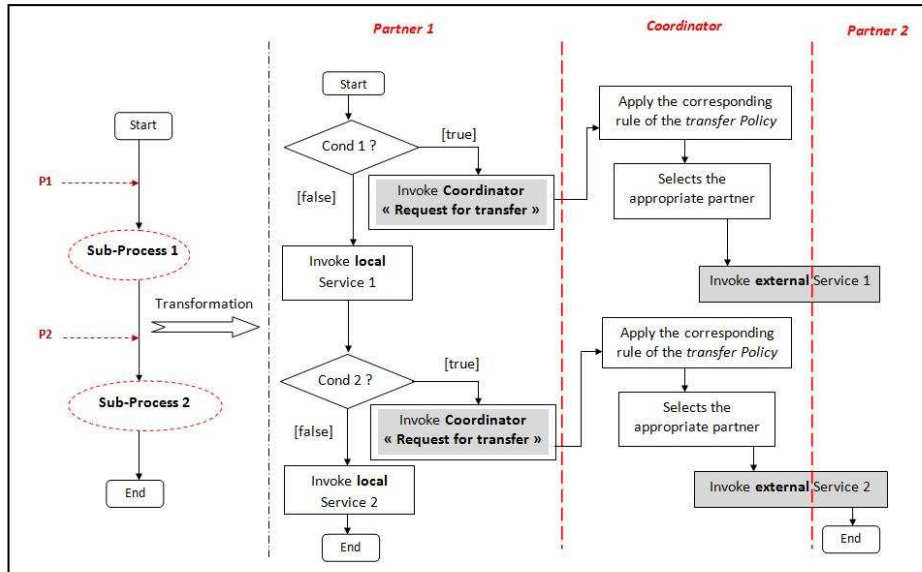 Partner 1
Coordinator
Partner 2
Start
P1
Sub-Process 1
Transformation
P2
Sub-Process 2
End
Start
Cond 1 ?
[true]
[false]
Invoke Coordinator
« Request for transfer »
Invoke local
Service 1
Cond 2 ?
[true]
[false]
Invoke Coordinator
« Request for transfer »
Invoke local
Service 2
End
Apply the corresponding
rule of the transfer Policy
Selects the
appropriate partner
Invoke external Service 1
Apply the corresponding
rule of the transfer Policy
Selects the
appropriate partner
Invoke external Service 2
End